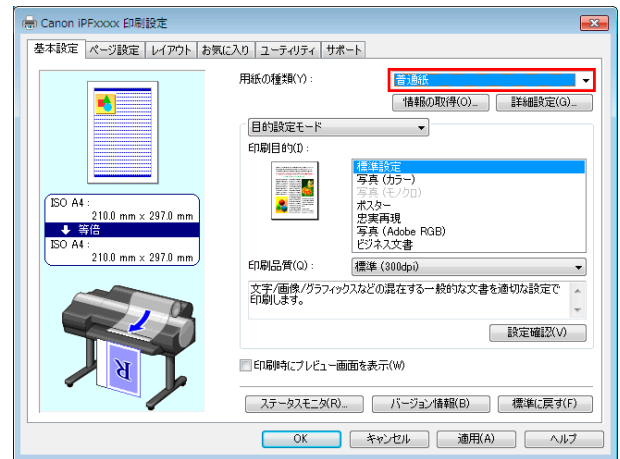 Canon iPFxxxx 印刷設定
基本設定 ページ設定 レイアウト お気に入り ユーティリティ サポート
用紙の種類(Y) : 普通紙
情報の取得(O)... 詳細設定(G)...
目的設定モード
印刷目的(I) :
標準設定
写真 (カラー)
写真 (モノクロ)
ポスター
忠実再現
写真 (Adobe RGB)
ビジネス文書
ISO A4 :
210.0 mm x 297.0 mm
等倍
ISO A4 :
210.0 mm x 297.0 mm
印刷品質(Q) : 標準 (300dpi)
文字/画像/グラフィックスなどの混在する一般的な文書を適切な設定で
印刷します。
設定確認(V)
R
印刷時にプレビュー画面を表示(W)
ステータスモニタ(R)... バージョン情報(B) 標準に戻す(F)
OK キャンセル 適用(A) ヘルプ